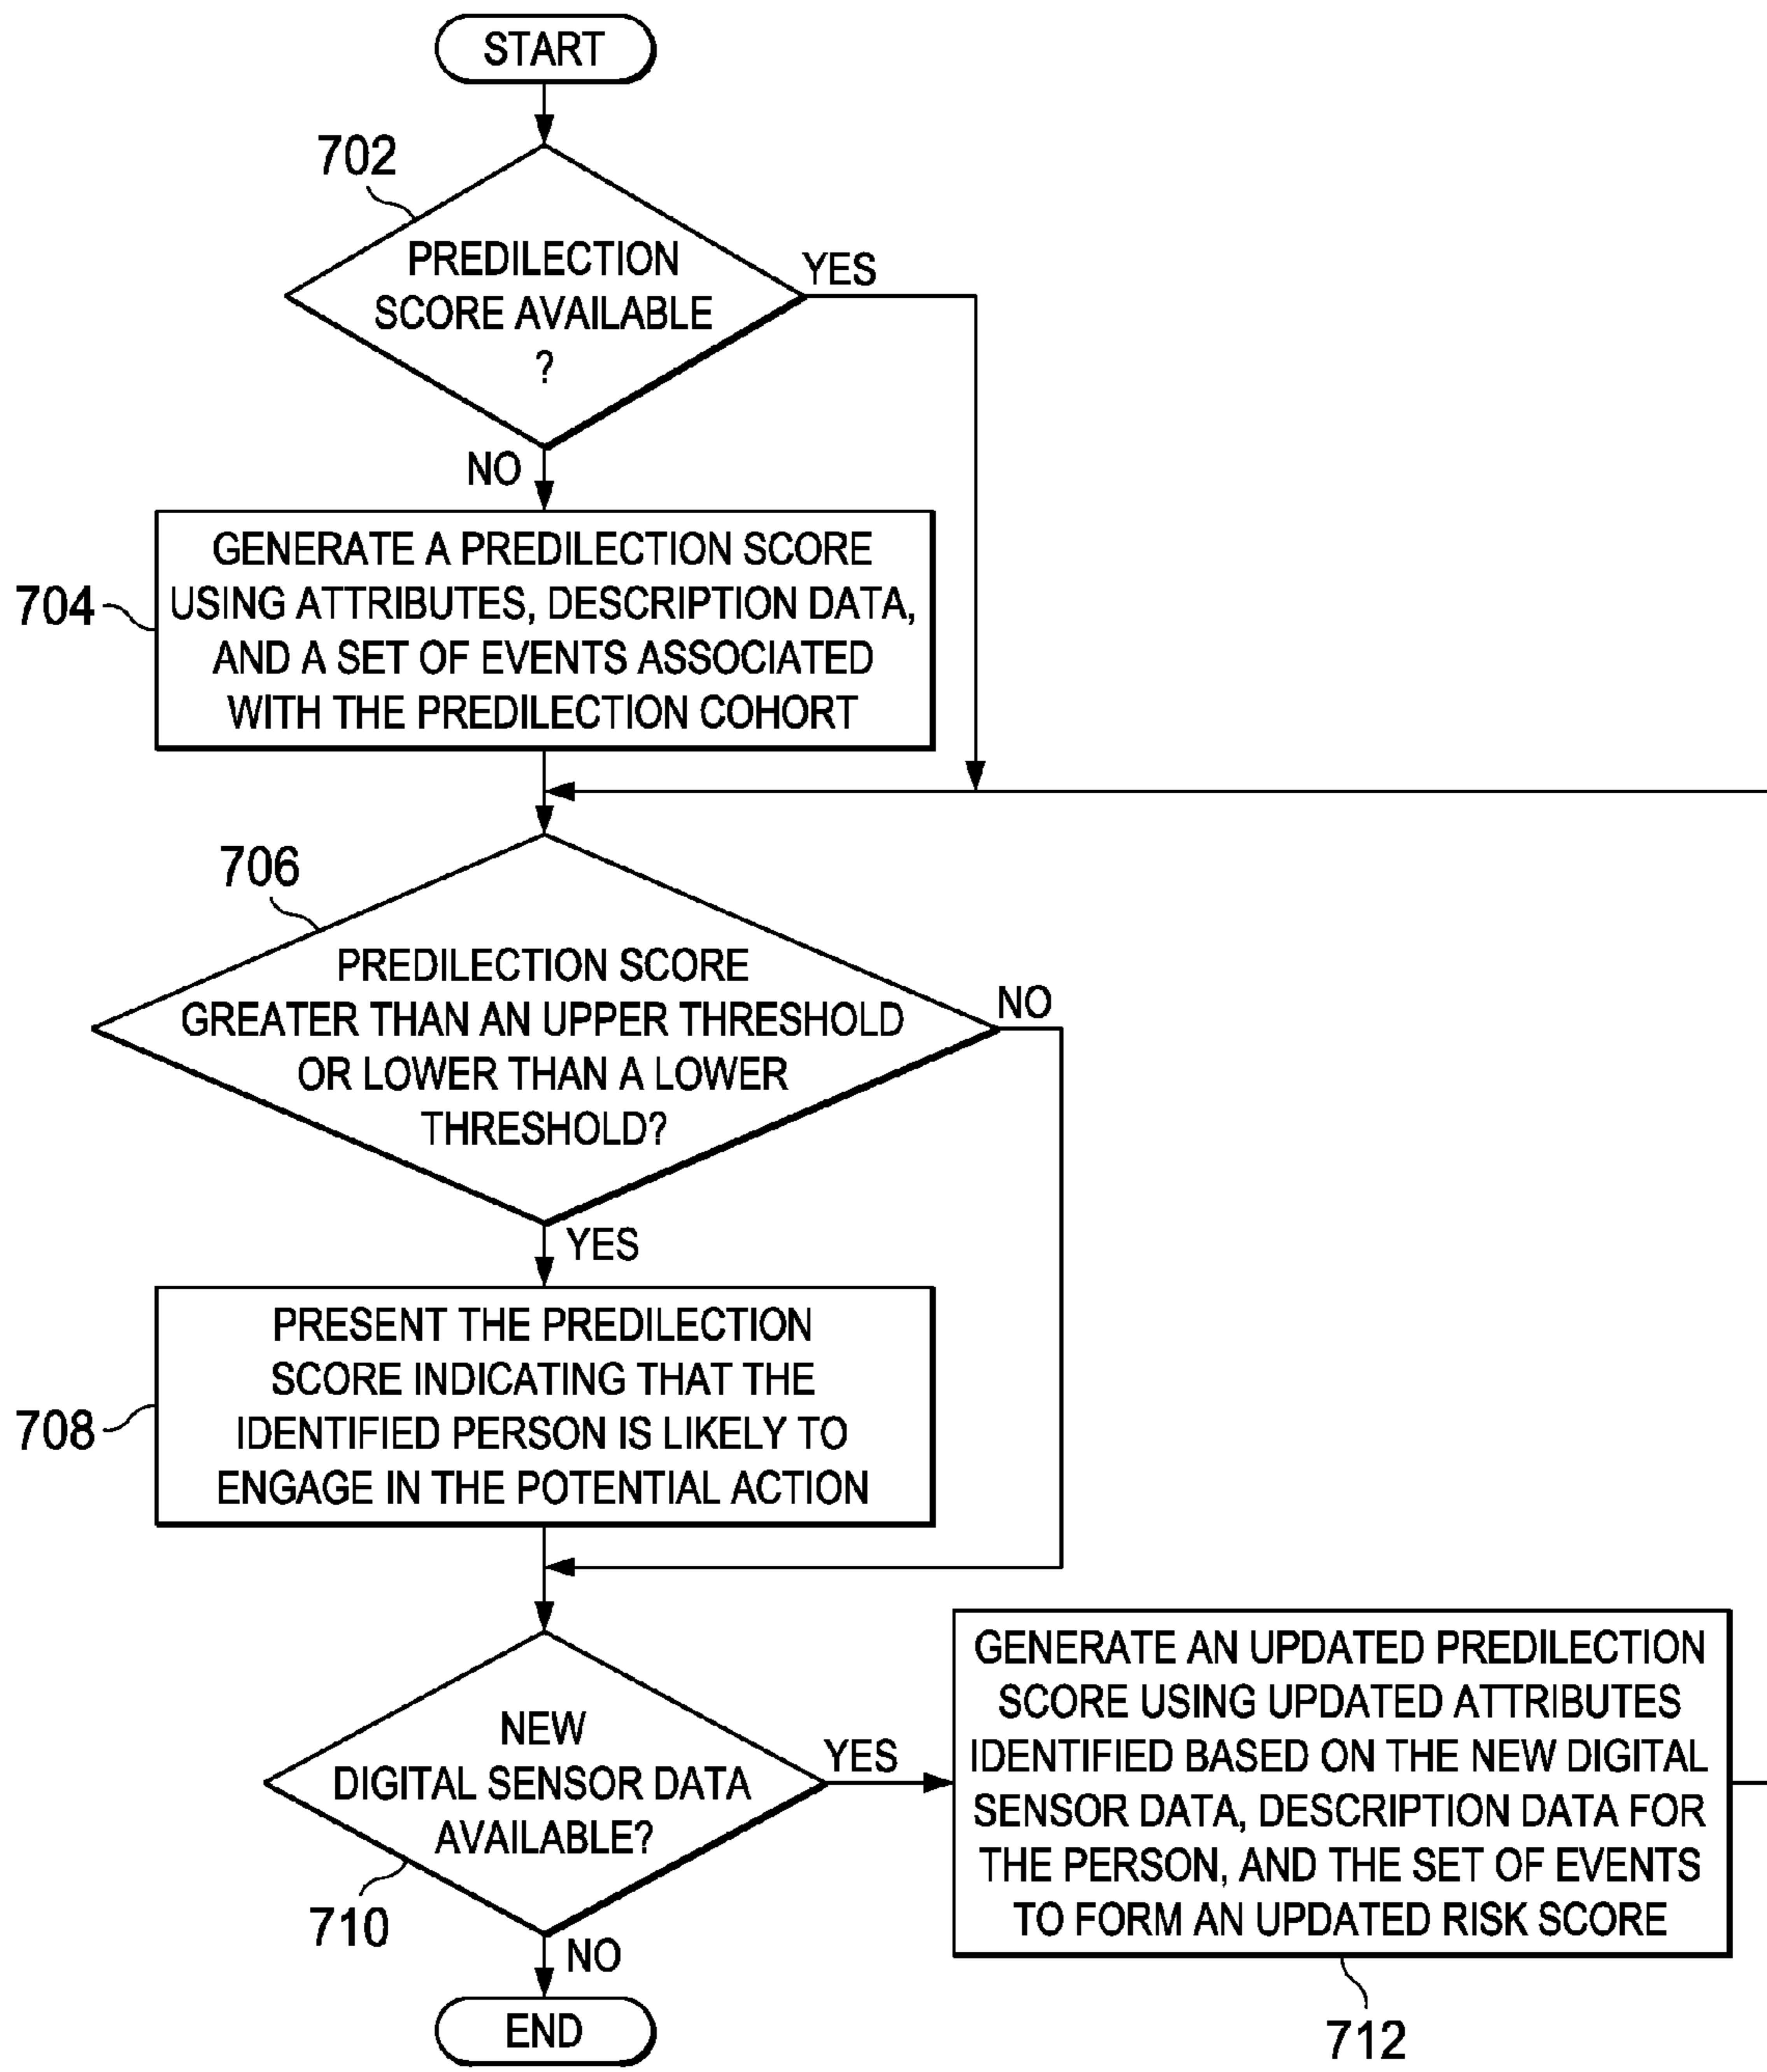 START
702
PREDILECTION
SCORE AVAILABLE
?
YES
NO
704
GENERATE A PREDILECTION SCORE
USING ATTRIBUTES, DESCRIPTION DATA,
AND A SET OF EVENTS ASSOCIATED
WITH THE PREDILECTION COHORT
706
PREDILECTION SCORE
GREATER THAN AN UPPER THRESHOLD
OR LOWER THAN A LOWER
THRESHOLD?
NO
YES
708
PRESENT THE PREDILECTION
SCORE INDICATING THAT THE
IDENTIFIED PERSON IS LIKELY TO
ENGAGE IN THE POTENTIAL ACTION
NEW
DIGITAL SENSOR DATA
AVAILABLE?
710
YES
NO
GENERATE AN UPDATED PREDILECTION
SCORE USING UPDATED ATTRIBUTES
IDENTIFIED BASED ON THE NEW DIGITAL
SENSOR DATA, DESCRIPTION DATA FOR
THE PERSON, AND THE SET OF EVENTS
TO FORM AN UPDATED RISK SCORE
712
END